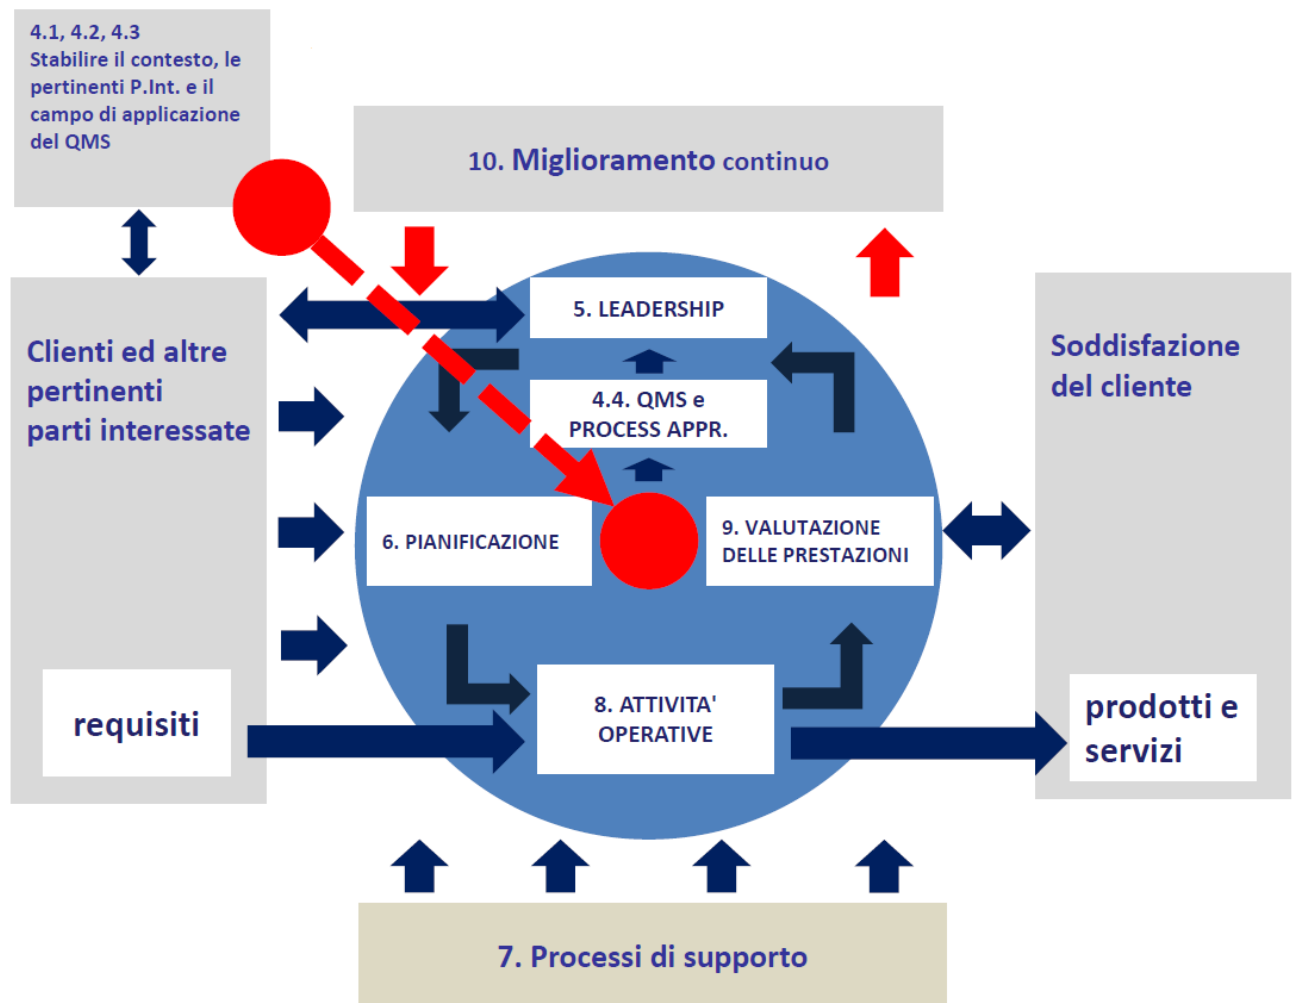 4.1, 4.2, 4.3
Stabilire il contesto, le
pertinenti P.Int. e il
campo di applicazione
del QMS
10. Miglioramento continuo
5. LEADERSHIP
Clienti ed altre
pertinenti
parti interessate
Soddisfazione
del cliente
4.4. QMS e
PROCESS APPR.
6. PIANIFICAZIONE
9. VALUTAZIONE
DELLE PRESTAZIONI
requisiti
8. ATTIVITA'
OPERATIVE
prodotti e
servizi
7. Processi di supporto